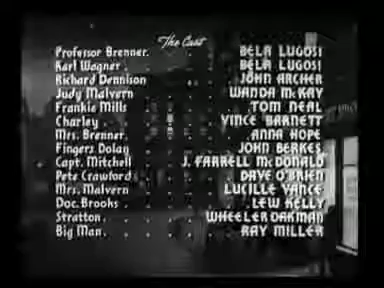 The Cast
Professor Brenner. . . . BELA LUGOSI
Karl Wagner . . . . . BELA LUGOSI
Richard Dennison . . . . JOHN ARCHER
Judy Malvern . . . . WANDA McKAY
Frankie Mills . . . . . TOM NEAL
Charley . . . . . VINCE BARNETT
Mrs. Brenner. . . . . ANNA HOPE
Fingers Dolan . . . . JOHN BERKES
Capt. Mitchell . . J. FARRELL McDONALD
Pete Crawford . . . . DAVE O'BRIEN
Mrs. Malvern . . . . LUCILLE VANCE
Doc. Brooks . . . . . LEW KELLY
Stratton . . . . . WHEELER OAKMAN
Big Man . . . . . RAY MILLER